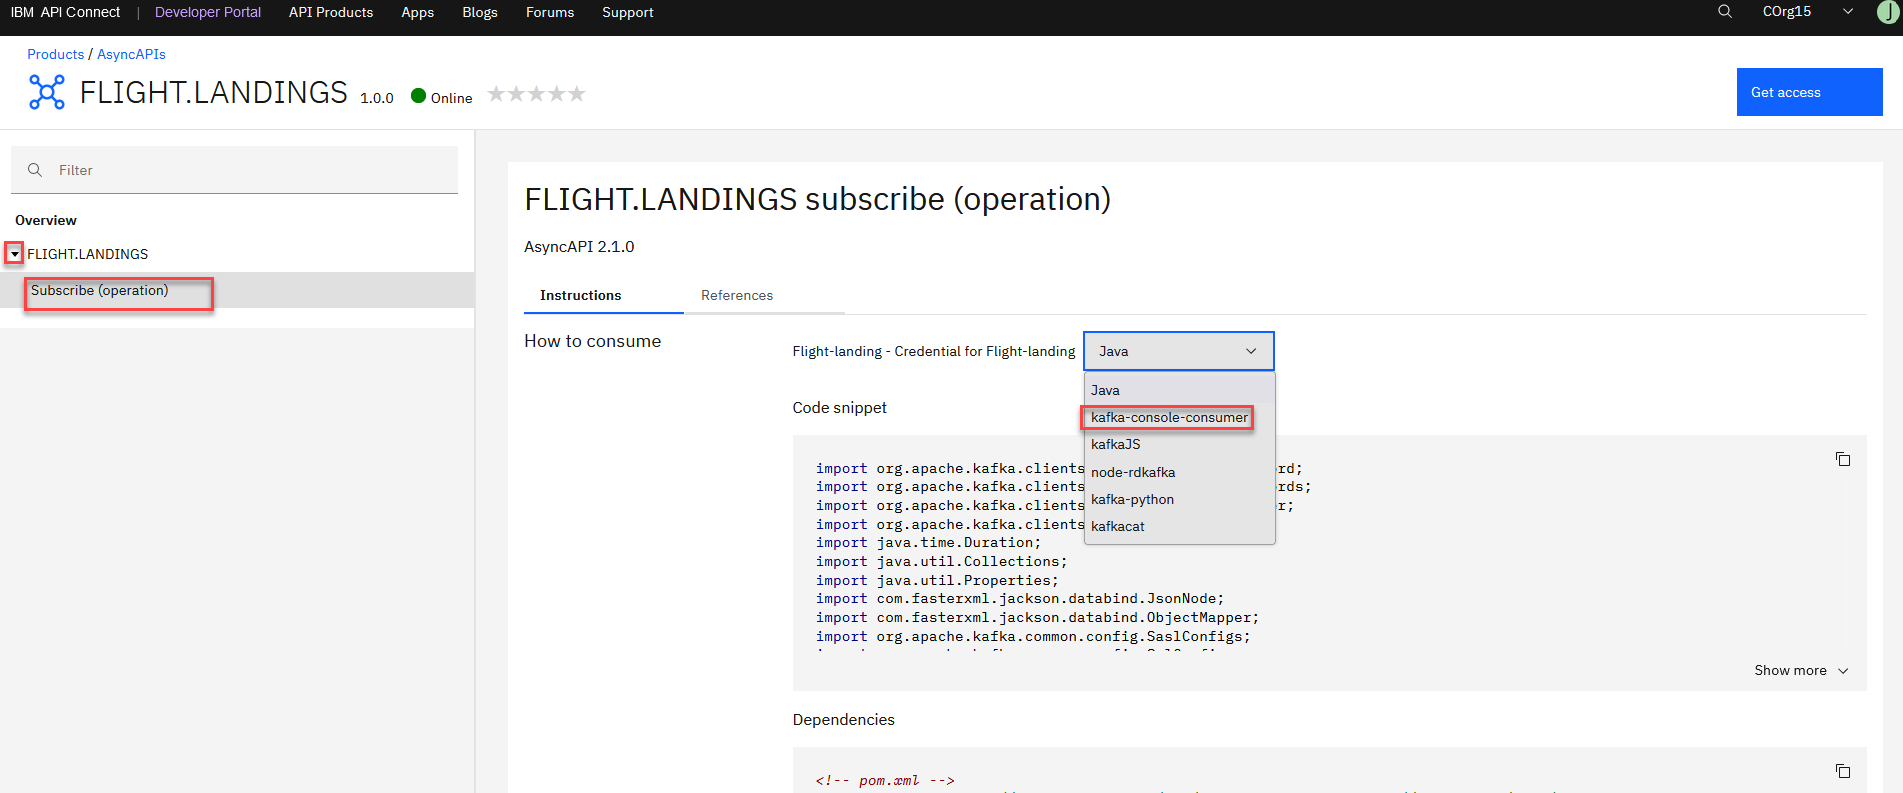 IBM API Connect | Developer Portal API Products Apps Blogs Forums Support COrg15 J
Products / AsyncAPIs
FLIGHT.LANDINGS 1.0.0 Online
Get access
Filter
Overview
FLIGHT.LANDINGS
Subscribe (operation)
FLIGHT.LANDINGS subscribe (operation)
AsyncAPI 2.1.0
Instructions References
How to consume
Flight-landing - Credential for Flight-landing Java
Java
kafka-console-consumer
kafkaJS
node-rdkafka
kafka-python
kafkacat
Code snippet
import org.apache.kafka.clients rd;
import org.apache.kafka.clients rds;
import org.apache.kafka.clients r;
import org.apache.kafka.clients
import java.time.Duration;
import java.util.Collections;
import java.util.Properties;
import com.fasterxml.jackson.databind.JsonNode;
import com.fasterxml.jackson.databind.ObjectMapper;
import org.apache.kafka.common.config.SaslConfigs;
Show more
Dependencies
<!-- pom.xml -->